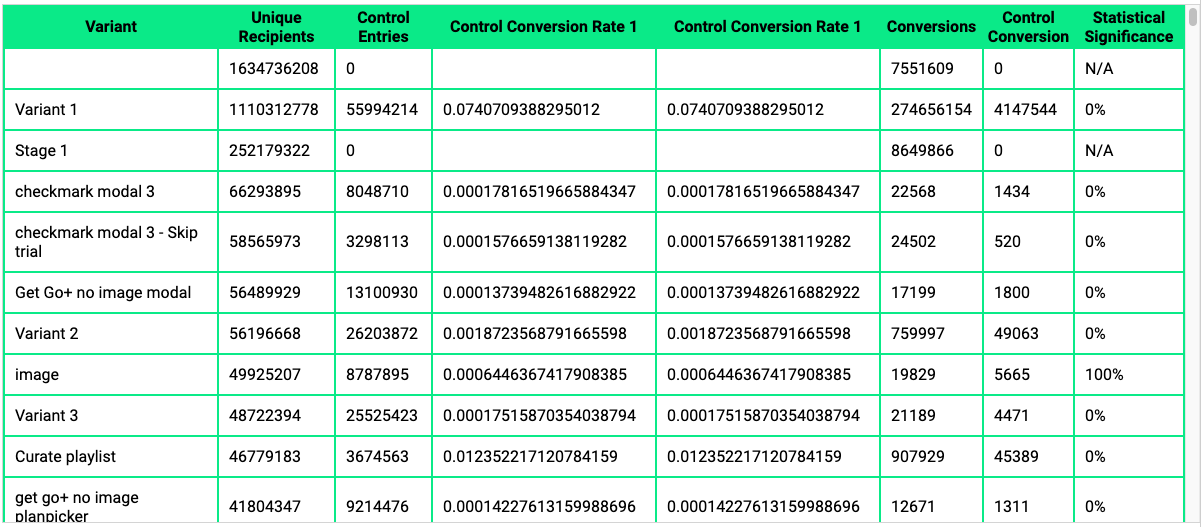 Variant Unique Recipients Control Entries Control Conversion Rate 1 Control Conversion Rate 1 Conversions Control Conversion Statistical Significance
1634736208 0 7551609 0 N/A
Variant 1 1110312778 55994214 0.0740709388295012 0.0740709388295012 274656154 4147544 0%
Stage 1 252179322 0 8649866 0 N/A
checkmark modal 3 66293895 8048710 0.00017816519665884347 0.00017816519665884347 22568 1434 0%
checkmark modal 3 - Skip trial 58565973 3298113 0.0001576659138119282 0.0001576659138119282 24502 520 0%
Get Go+ no image modal 56489929 13100930 0.00013739482616882922 0.00013739482616882922 17199 1800 0%
Variant 2 56196668 26203872 0.0018723568791665598 0.0018723568791665598 759997 49063 0%
image 49925207 8787895 0.0006446367417908385 0.0006446367417908385 19829 5665 100%
Variant 3 48722394 25525423 0.00017515870354038794 0.00017515870354038794 21189 4471 0%
Curate playlist 46779183 3674563 0.012352217120784159 0.012352217120784159 907929 45389 0%
get go+ no image planpicker 41804347 9214476 0.00014227613159988696 0.00014227613159988696 12671 1311 0%